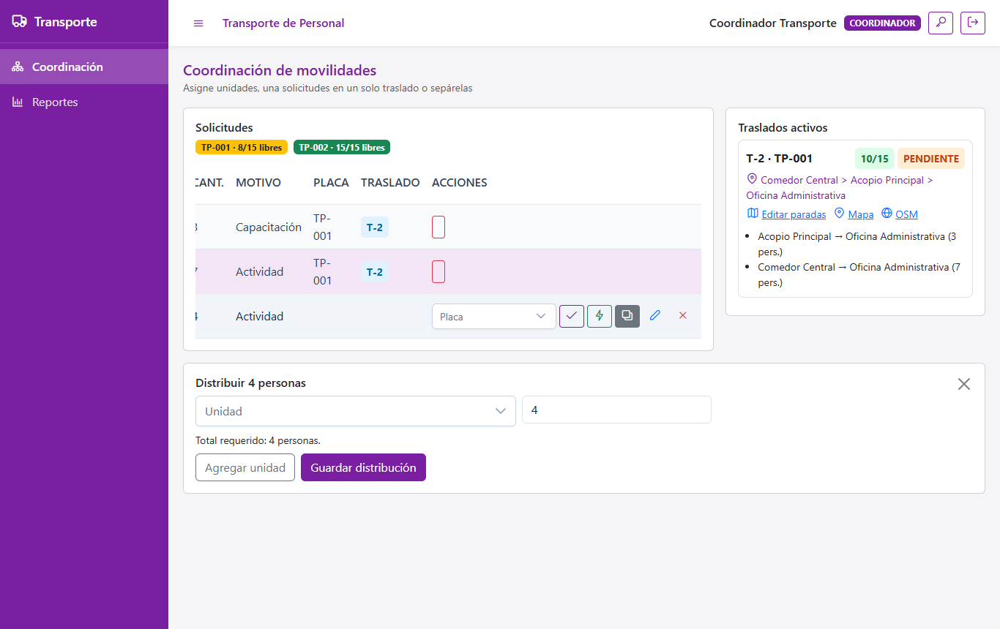 Transporte
Transporte de Personal
Coordinador Transporte
COORDINADOR
Coordinación
Reportes
Coordinación de movilidades
Asigne unidades, una solicitudes en un solo traslado o sepárelas
Solicitudes
TP-001 · 8/15 libres
TP-002 · 15/15 libres
CANT. MOTIVO PLACA TRASLADO ACCIONES
3 Capacitación TP-001 T-2
7 Actividad TP-001 T-2
4 Actividad Placa
Traslados activos
T-2 · TP-001 10/15 PENDIENTE
Comedor Central > Acopio Principal >
Oficina Administrativa
Editar paradas Mapa OSM
Acopio Principal → Oficina Administrativa (3
pers.)
Comedor Central → Oficina Administrativa (7
pers.)
Distribuir 4 personas
Unidad
4
Total requerido: 4 personas.
Agregar unidad
Guardar distribución